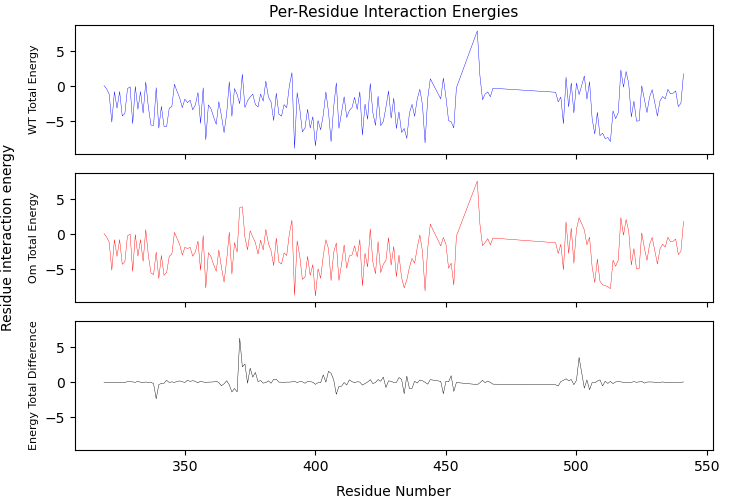 Per-Residue Interaction Energies
Residue interaction energy
WT Total Energy
5
0
−5
Om Total Energy
5
0
−5
Energy Total Difference
5
0
−5
350
400
450
500
550
Residue Number